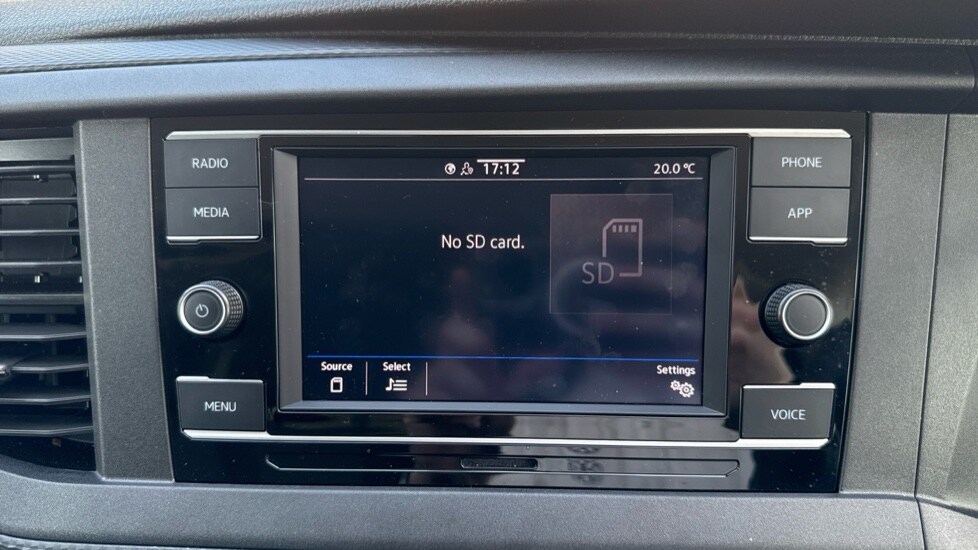 RADIO
MEDIA
MENU
17:12
20.0 °C
No SD card.
SD
Source
Select
Settings
PHONE
APP
VOICE